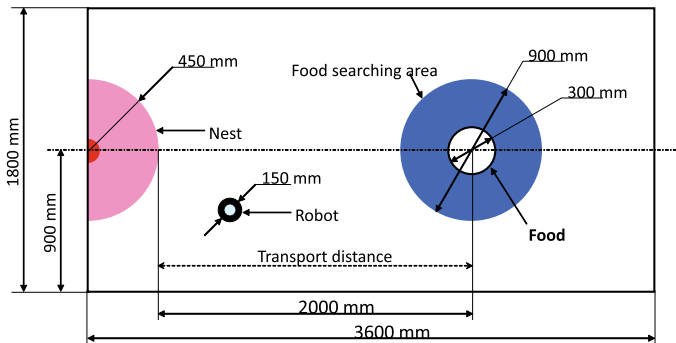 450 mm
900 mm
Food searching area
300 mm
Nest
1800 mm
150 mm
900 mm
Robot
Food
Transport distance
2000 mm
3600 mm